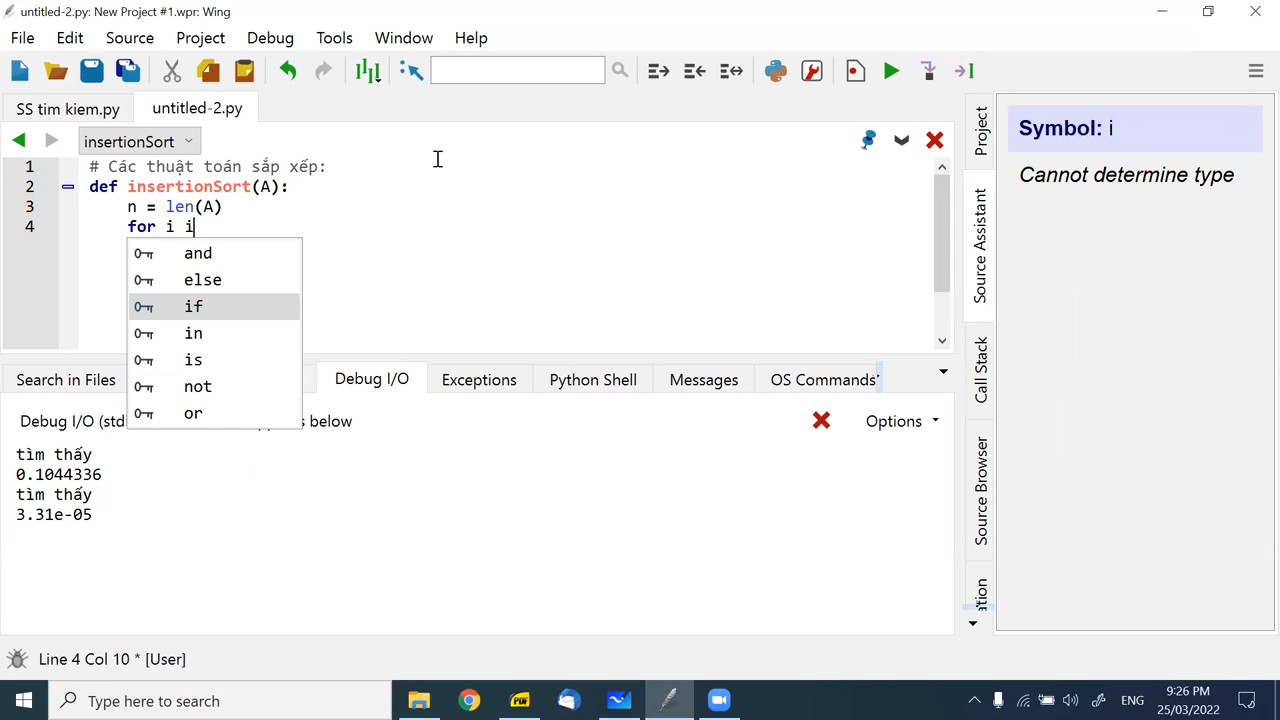 untitled-2.py: New Project #1.wpr: Wing
File Edit Source Project Debug Tools Window Help
SS tim kiem.py untitled-2.py
insertionSort
1 # Các thuật toán sắp xếp:
2 def insertionSort(A):
3 n = len(A)
4 for i i
and
else
if
in
is
not
or
Search in Files Debug I/O Exceptions Python Shell Messages OS Commands
Debug I/O (std s below Options
tìm thấy
0.1044336
tìm thấy
3.31e-05
Project
Source Assistant
Call Stack
Source Browser
Symbol: i
Cannot determine type
Line 4 Col 10 * [User]
Type here to search
PDF
ENG
9:26 PM
25/03/2022